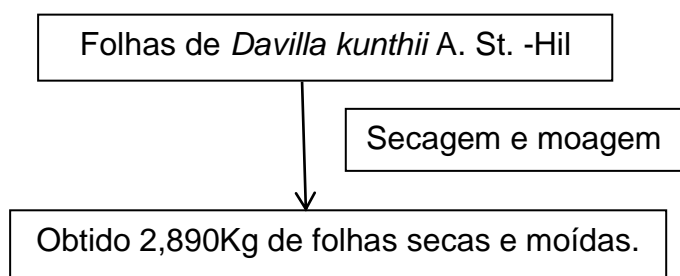 Folhas de Davilla kunthii A. St. -Hil
Secagem e moagem
Obtido 2,890Kg de folhas secas e moídas.